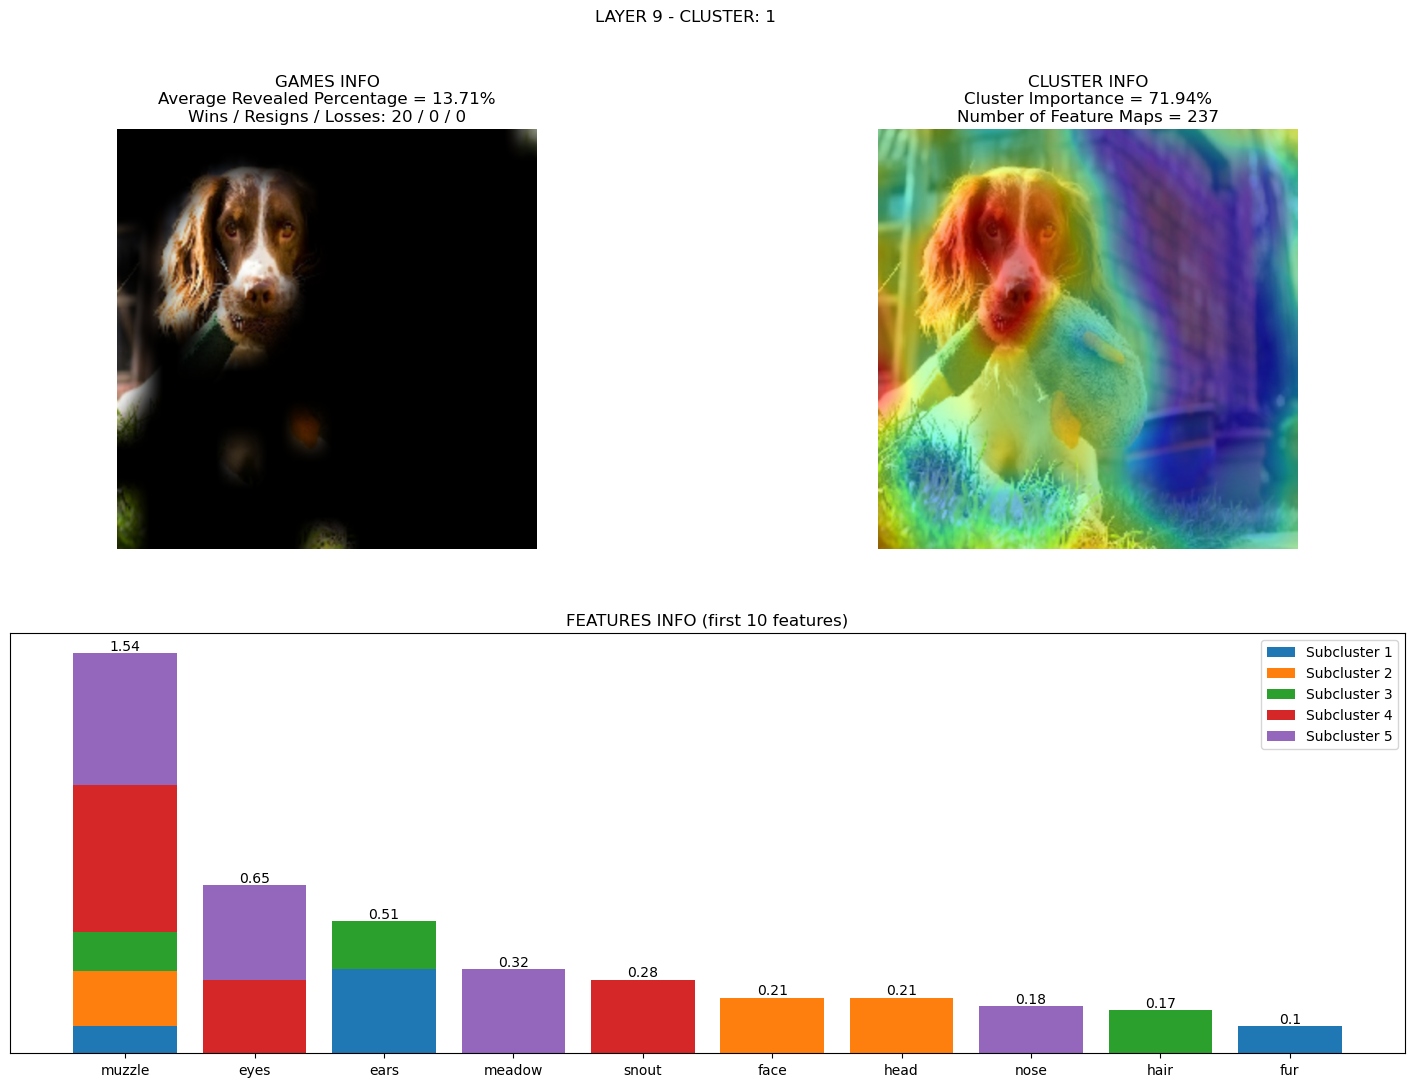 LAYER 9 - CLUSTER: 1
GAMES INFO
Average Revealed Percentage = 13.71%
Wins / Resigns / Losses: 20 / 0 / 0
CLUSTER INFO
Cluster Importance = 71.94%
Number of Feature Maps = 237
FEATURES INFO (first 10 features)
1.54
0.65
0.51
0.32
0.28
0.21
0.21
0.18
0.17
0.1
Subcluster 1
Subcluster 2
Subcluster 3
Subcluster 4
Subcluster 5
muzzle
eyes
ears
meadow
snout
face
head
nose
hair
fur